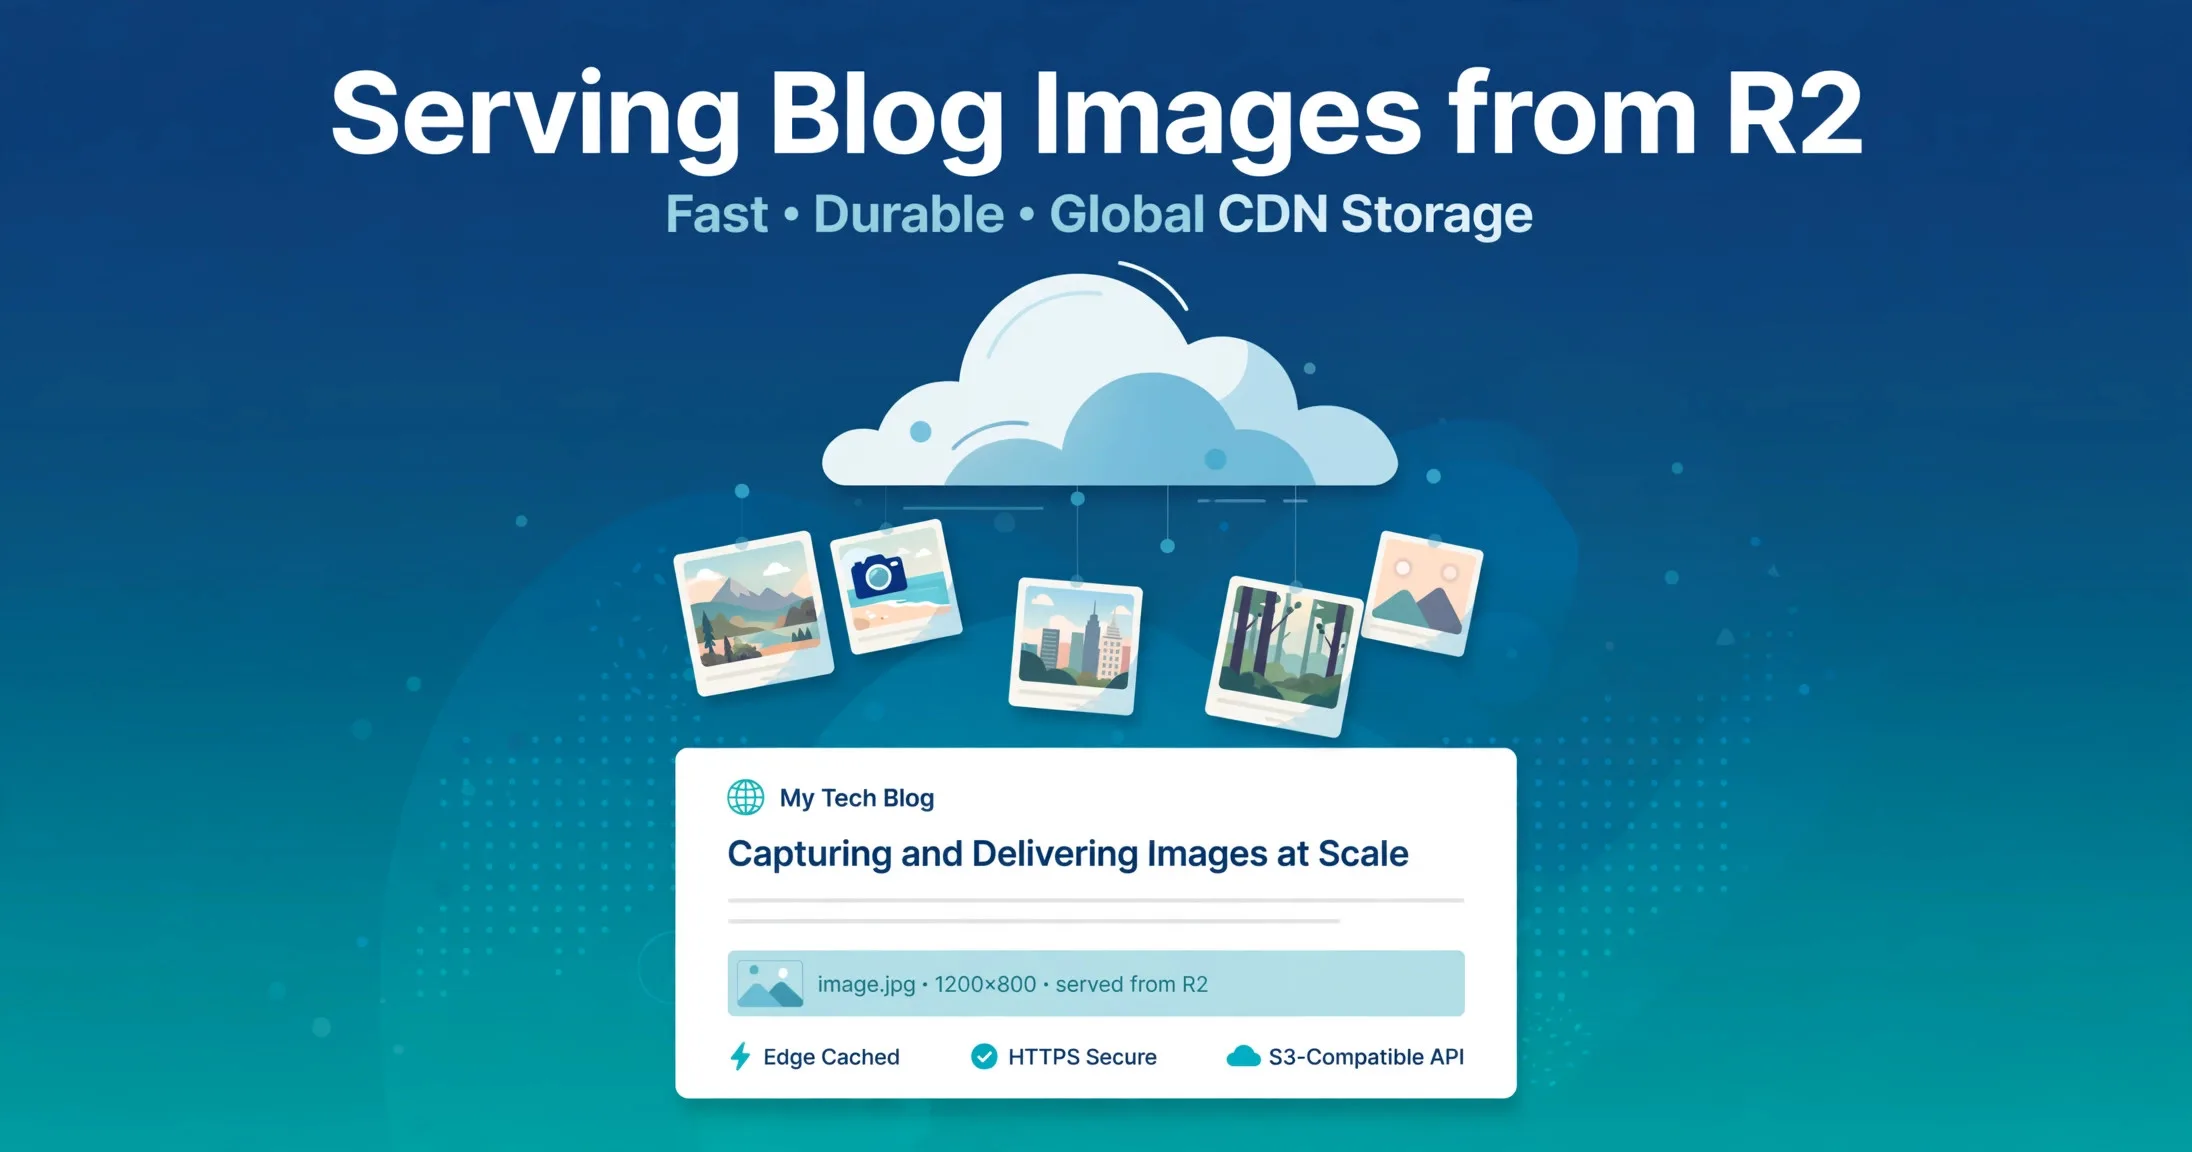 Serving Blog Images from R2
Fast • Durable • Global CDN Storage
My Tech Blog
Capturing and Delivering Images at Scale
image.jpg • 1200×800 • served from R2
Edge Cached
HTTPS Secure
S3-Compatible API